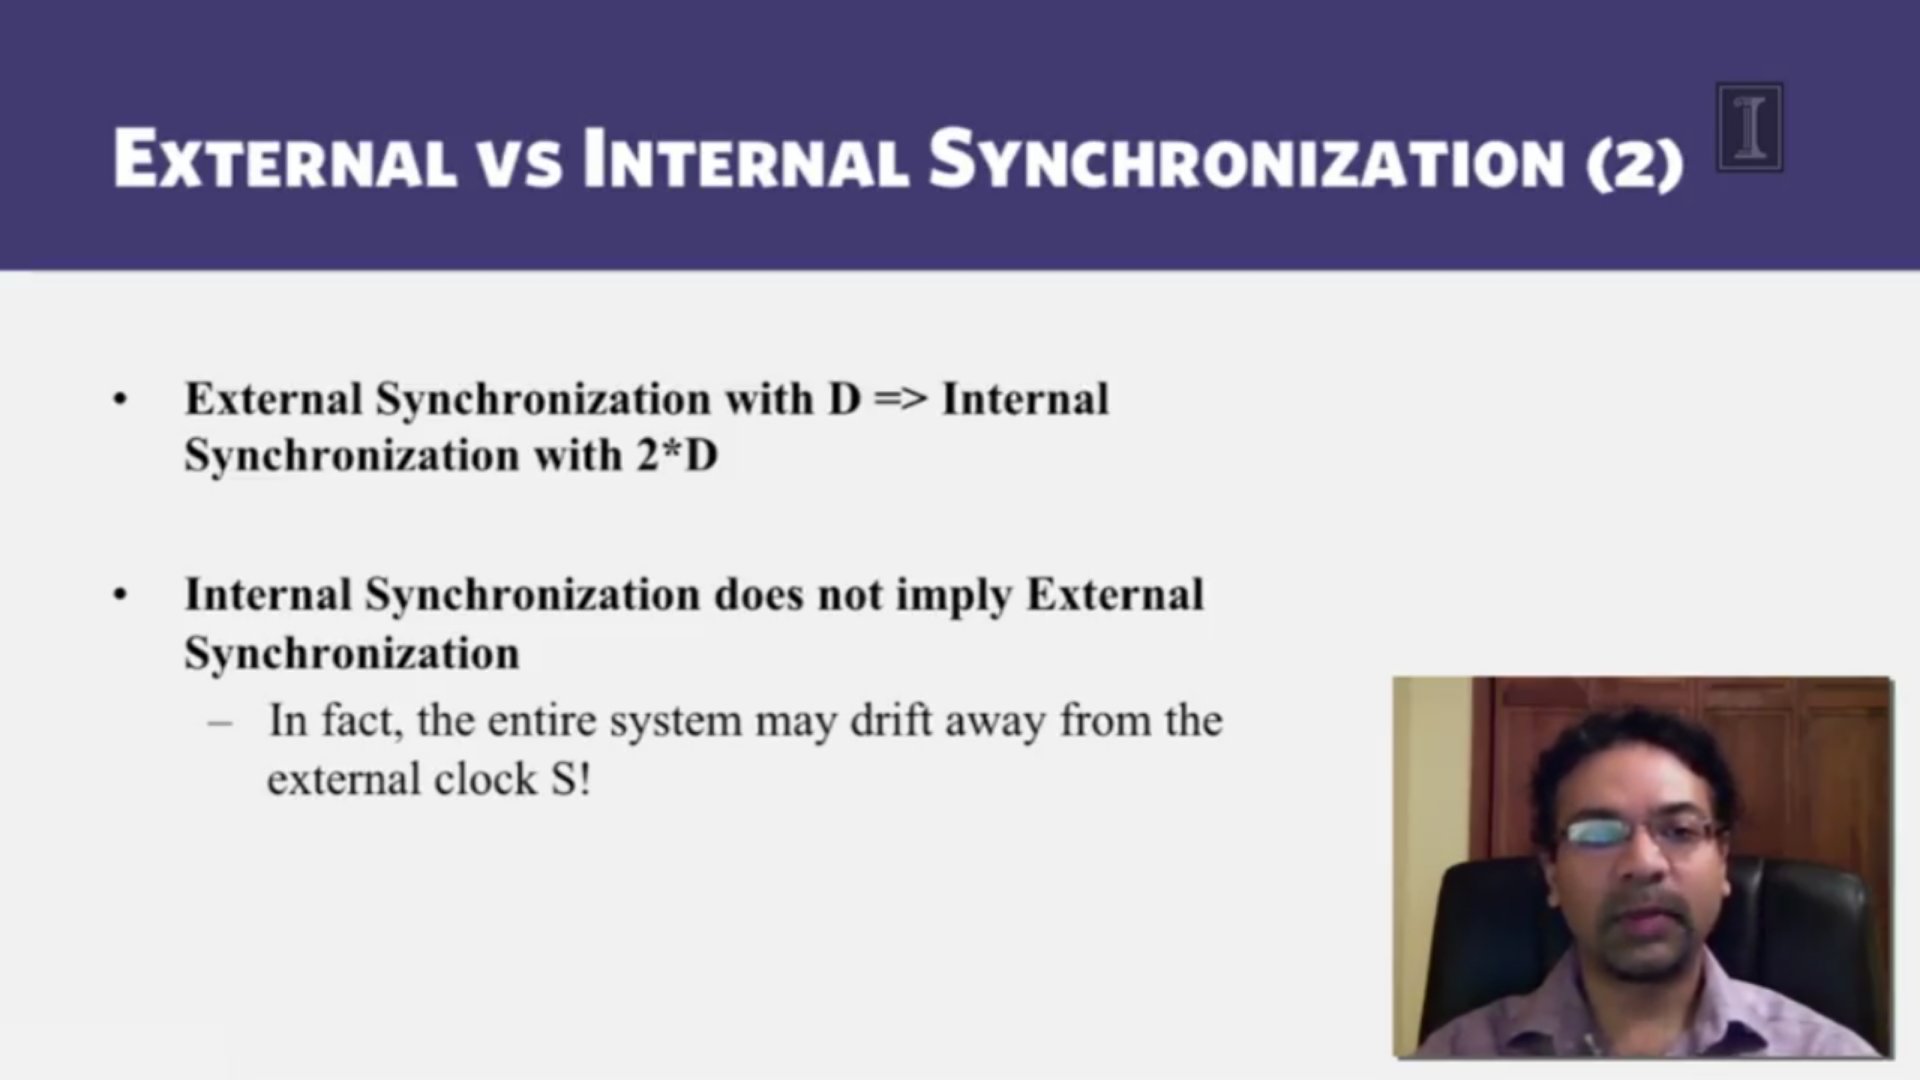 EXTERNAL VS INTERNAL SYNCHRONIZATION (2)
I
• External Synchronization with D => Internal
Synchronization with 2*D
• Internal Synchronization does not imply External
Synchronization
– In fact, the entire system may drift away from the
external clock S!